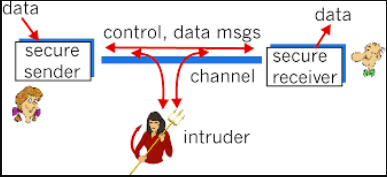 data
data
control, data msgs
secure
sender
secure
receiver
channel
intruder